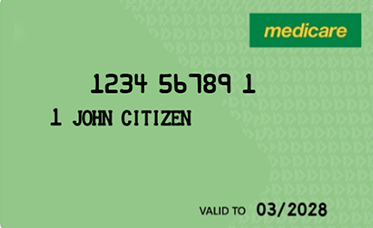 medicare
1234 56789 1
1 JOHN CITIZEN
VALID TO 03/2028